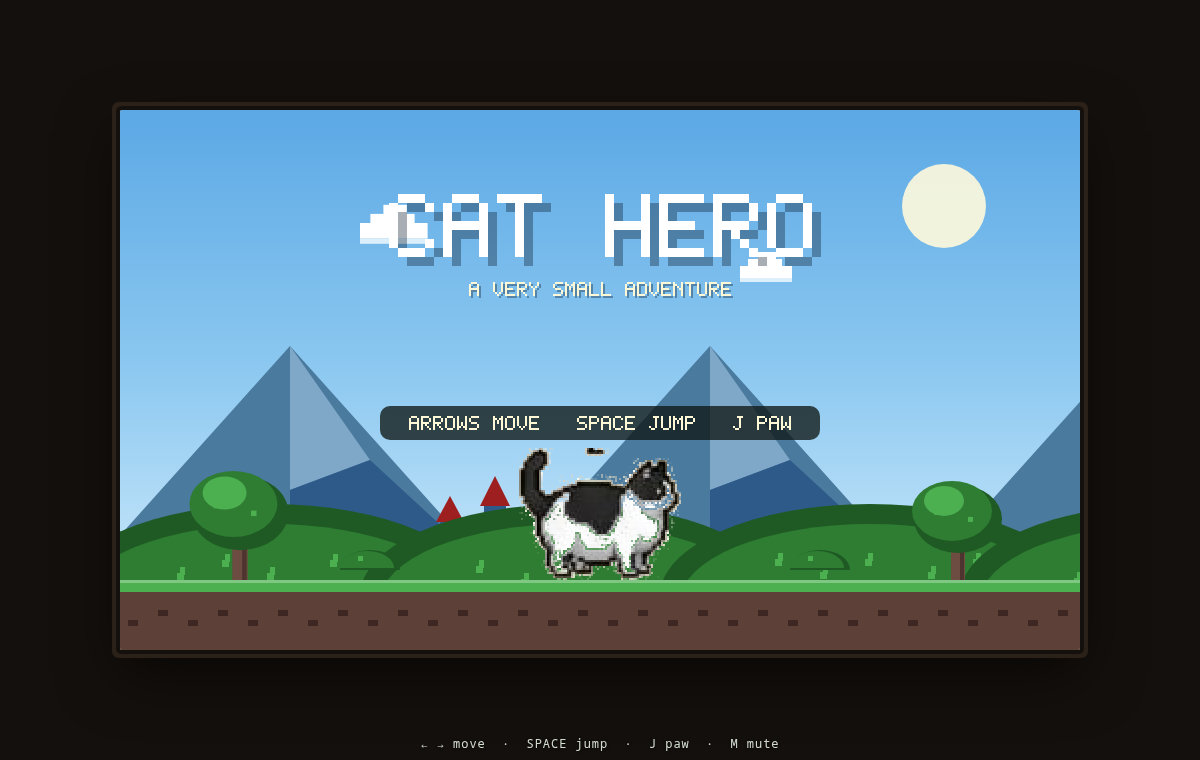 CAT HERO
A VERY SMALL ADVENTURE
ARROWS MOVE SPACE JUMP J PAW
← → move · SPACE jump · J paw · M mute